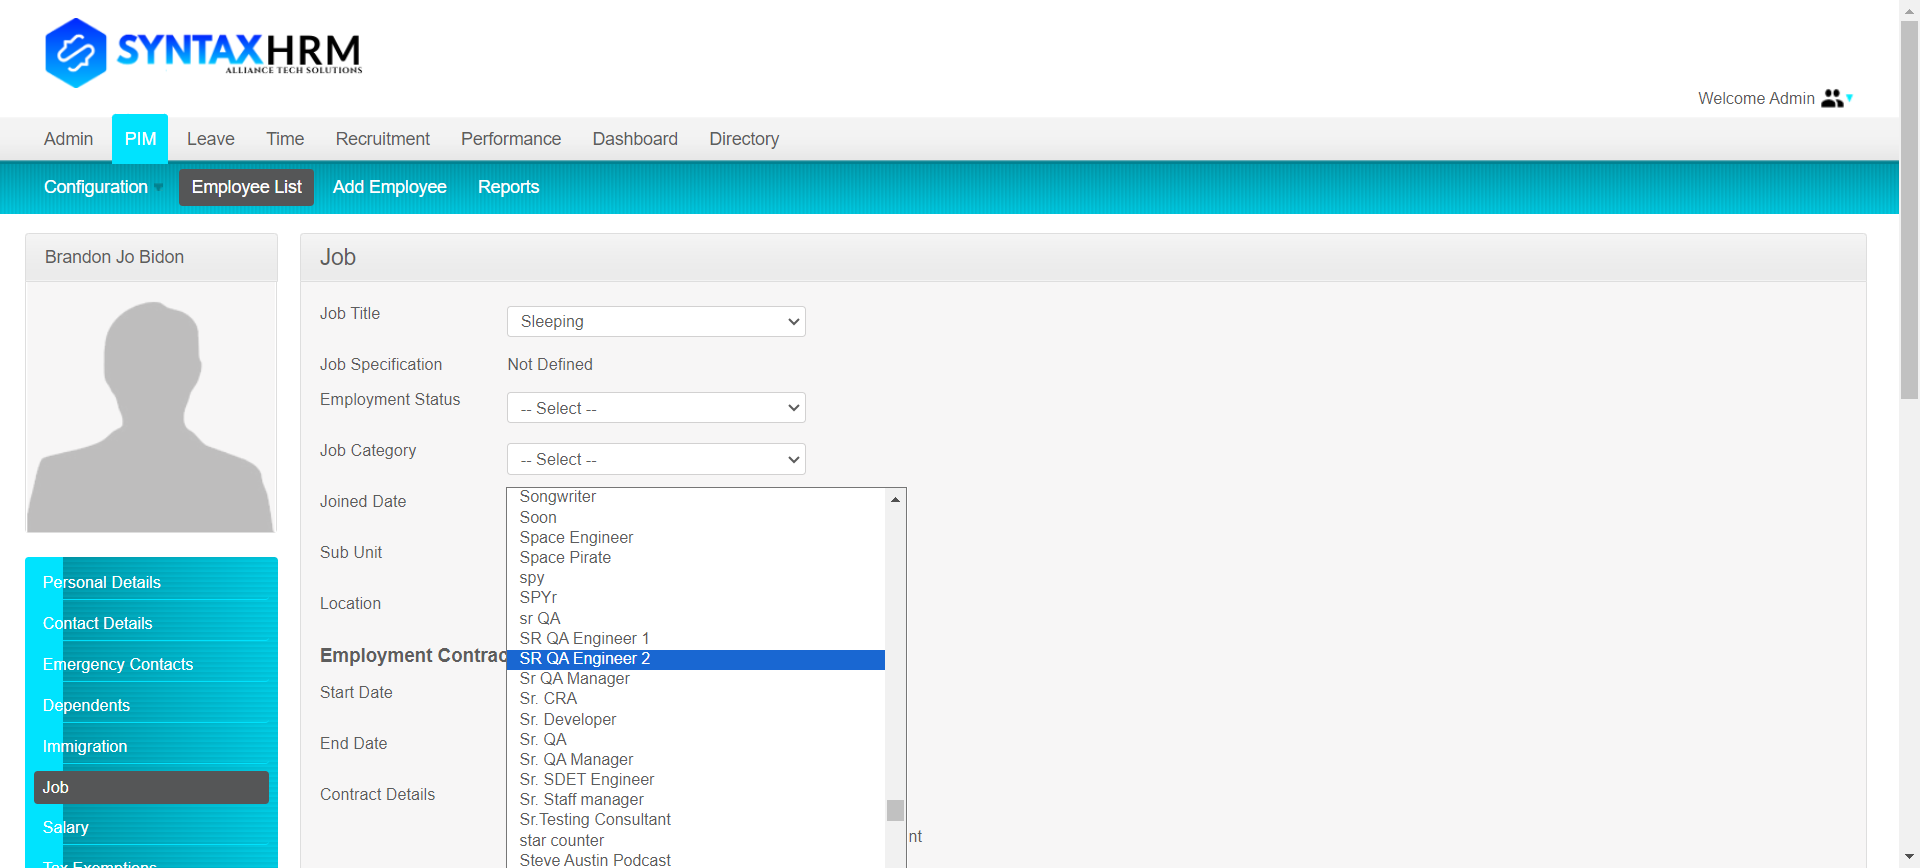 SYNTAXHRM
ALLIANCE TECH SOLUTIONS
Welcome Admin
Admin PIM Leave Time Recruitment Performance Dashboard Directory
Configuration Employee List Add Employee Reports
Brandon Jo Bidon
Personal Details
Contact Details
Emergency Contacts
Dependents
Immigration
Job
Salary
Tax Exemptions
Job
Job Title Sleeping
Job Specification Not Defined
Employment Status -- Select --
Job Category -- Select --
Joined Date
Sub Unit
Location
Employment Contrac
Start Date
End Date
Contract Details
Songwriter
Soon
Space Engineer
Space Pirate
spy
SPYr
sr QA
SR QA Engineer 1
SR QA Engineer 2
Sr QA Manager
Sr. CRA
Sr. Developer
Sr. QA
Sr. QA Manager
Sr. SDET Engineer
Sr. Staff manager
Sr.Testing Consultant
star counter
Steve Austin Podcast
nt